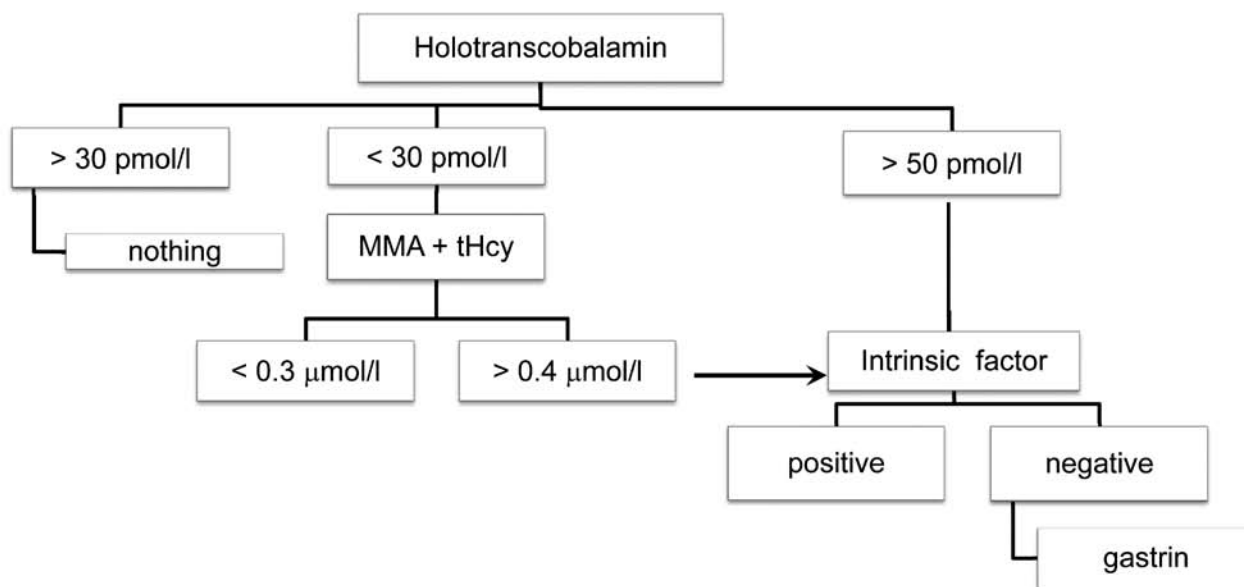 Holotranscobalamin
> 30 pmol/l
< 30 pmol/l
> 50 pmol/l
nothing
MMA + tHcy
< 0.3 μmol/l
> 0.4 μmol/l
Intrinsic factor
positive
negative
gastrin